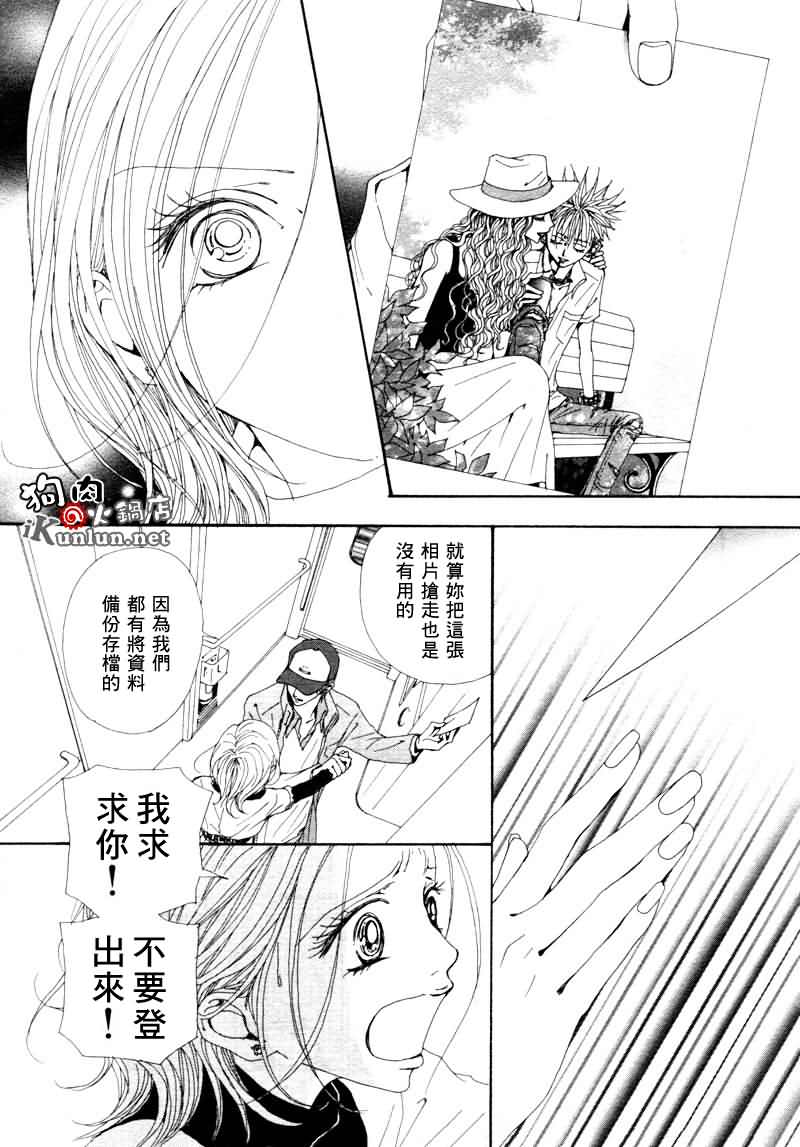 狗肉火鍋店
iKunlun.net
就算妳把這張
相片搶走也是
沒有用的
因為我們
都有將資料
備份存檔的
我求
求你！
不要登
出來！